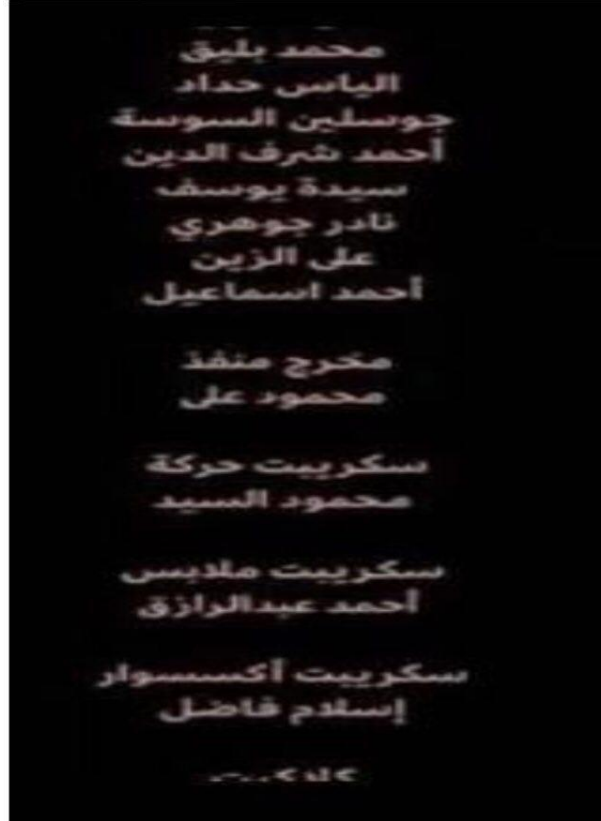 محمد بليق
الياس حداد
جوسلين السوسة
أحمد شرف الدين
سيدة يوسف
نادر جوهري
على الزين
أحمد اسماعيل
مخرج منفذ
محمود على
سكريبت حركة
محمود السيد
سكريبت ملابس
أحمد عبدالرازق
سكريبت أكسسوار
إسلام فاضل